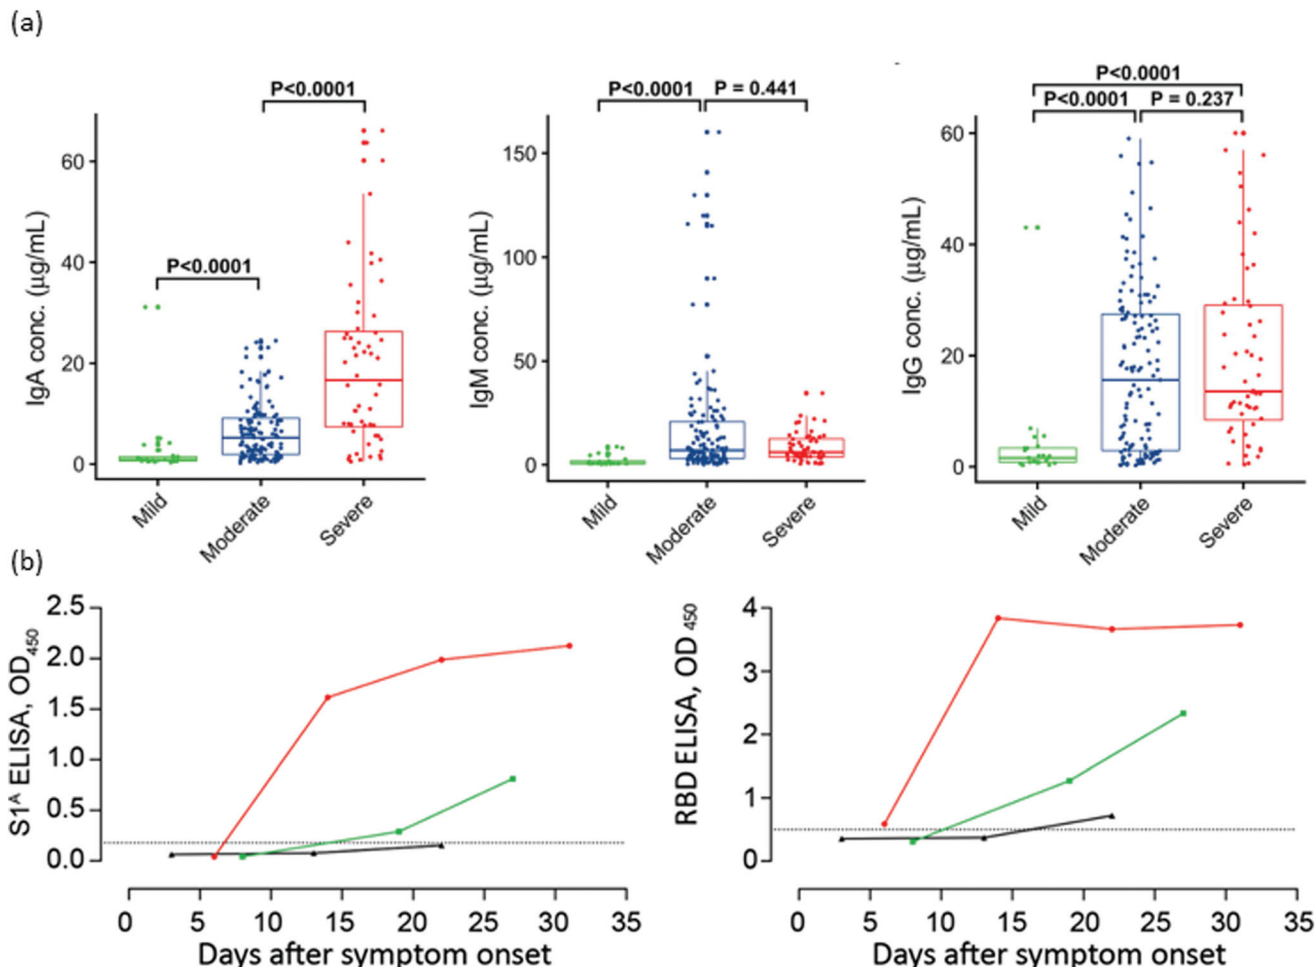 (a)
P<0.0001
P<0.0001
60
40
20
0
IgA conc. (µg/mL)
Mild
Moderate
Severe
P<0.0001
P = 0.441
150
100
50
0
IgM conc. (µg/mL)
Mild
Moderate
Severe
P<0.0001
P<0.0001
P = 0.237
60
40
20
0
IgG conc. (µg/mL)
Mild
Moderate
Severe
(b)
2.5
2.0
1.5
1.0
0.5
0.0
S1ᴬ ELISA, OD₄₅₀
0 5 10 15 20 25 30 35
Days after symptom onset
4
3
2
1
0
RBD ELISA, OD ₄₅₀
0 5 10 15 20 25 30 35
Days after symptom onset